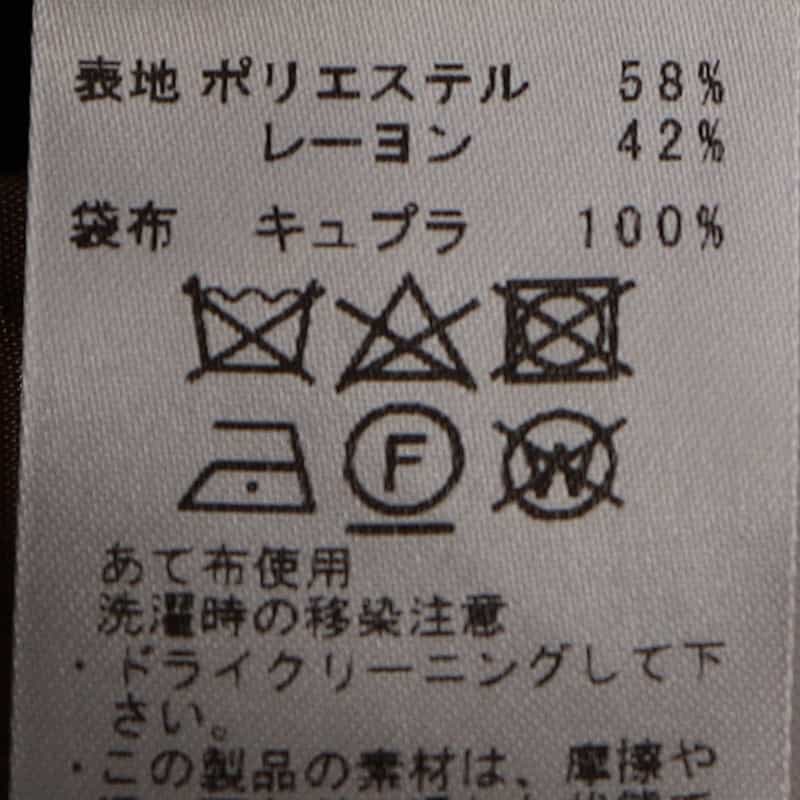 表地 ポリエステル 58%
レーヨン 42%
袋布 キュプラ 100%
F W
あて布使用
洗濯時の移染注意
・ドライクリーニングして下
さい。
・この製品の素材は、摩擦や